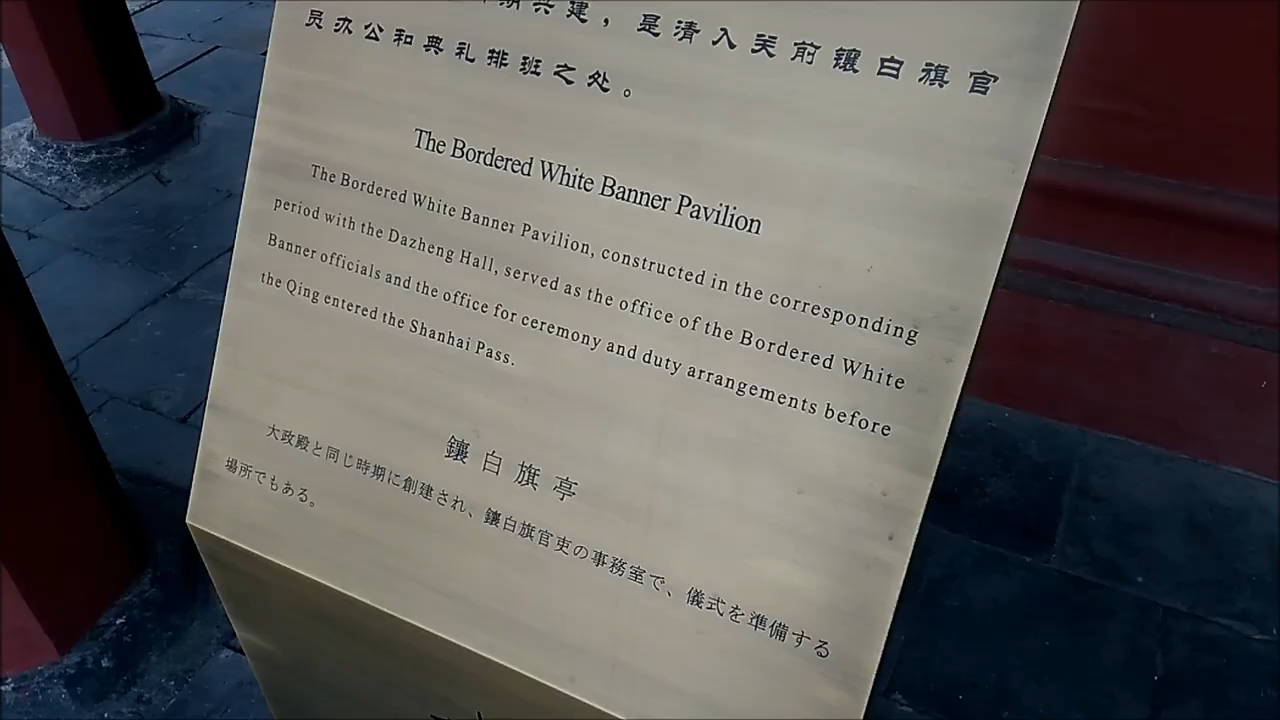 期兴建，是清入关前镶白旗官
员办公和典礼排班之处。
The Bordered White Banner Pavilion
The Bordered White Banner Pavilion, constructed in the corresponding
period with the Dazheng Hall, served as the office of the Bordered White
Banner officials and the office for ceremony and duty arrangements before
the Qing entered the Shanhai Pass.
鑲白旗亭
大政殿と同じ時期に創建され、鑲白旗官吏の事務室で、儀式を準備する
場所でもある。